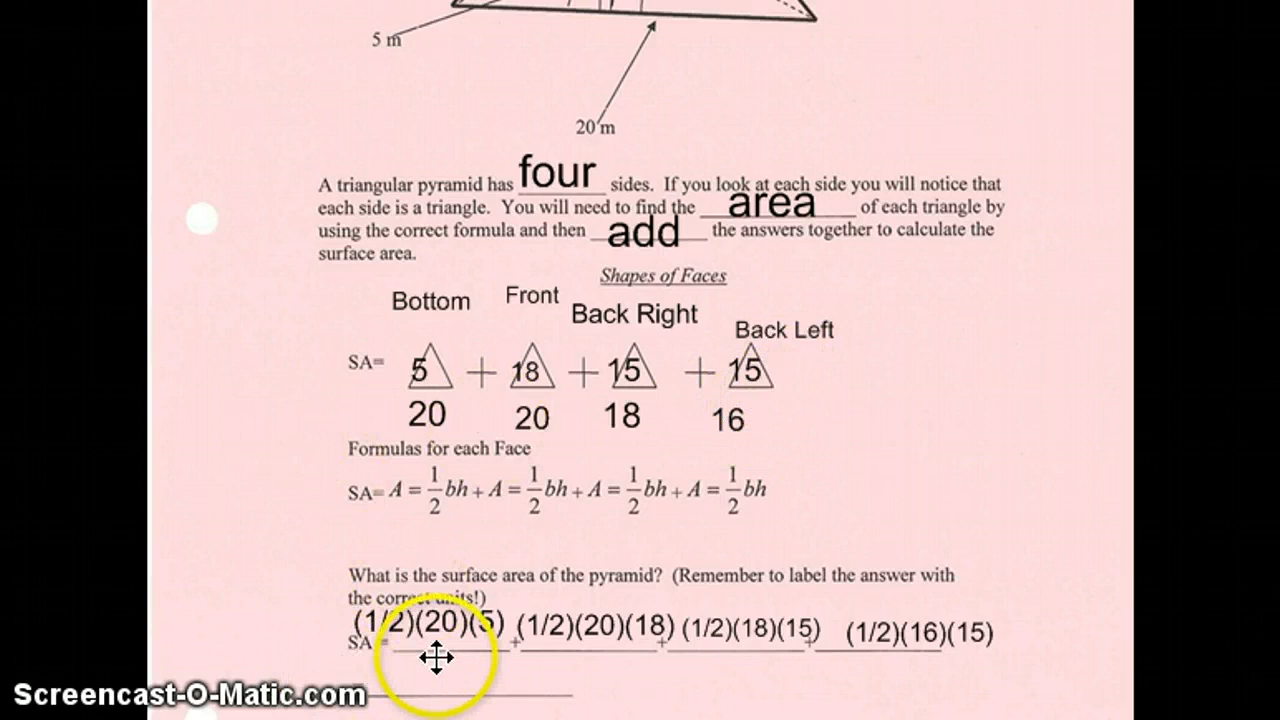 5 m
20 m
A triangular pyramid has four sides. If you look at each side you will notice that
each side is a triangle. You will need to find the area of each triangle by
using the correct formula and then add the answers together to calculate the
surface area.
Shapes of Faces
Bottom Front Back Right Back Left
SA= 5 + 18 + 15 + 15
20 20 18 16
Formulas for each Face
SA= A = 1/2 bh + A = 1/2 bh + A = 1/2 bh + A = 1/2 bh
What is the surface area of the pyramid? (Remember to label the answer with
the correct units!)
SA = (1/2)(20)(5) + (1/2)(20)(18) + (1/2)(18)(15) + (1/2)(16)(15)
Screencast-O-Matic.com